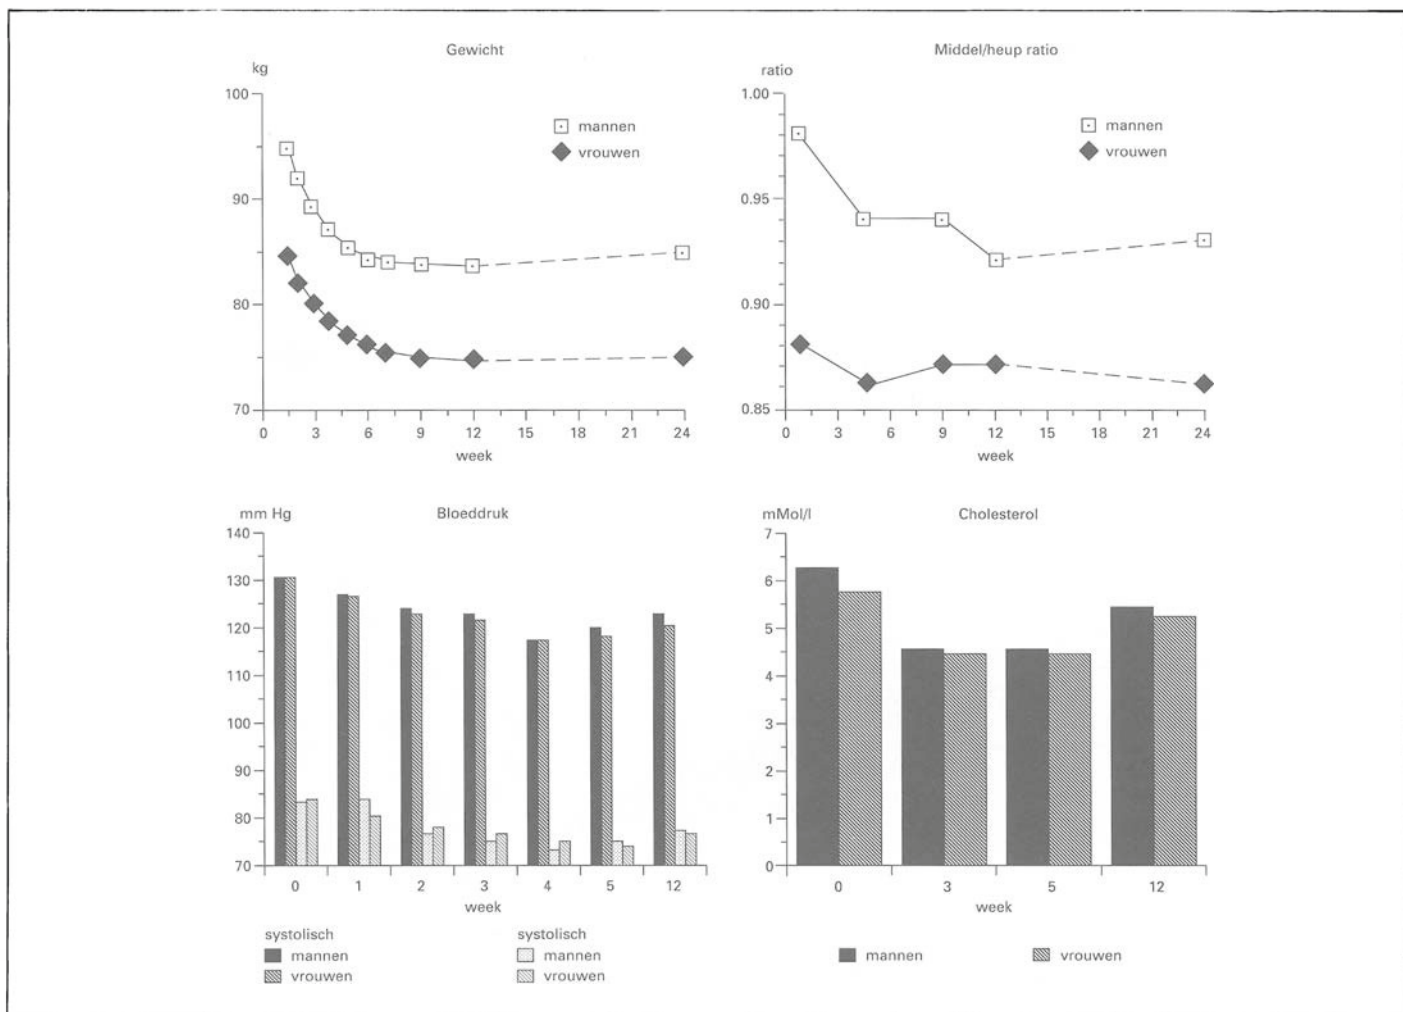 Gewicht
kg
100
90
80
70
0 3 6 9 12 15 18 21 24
week
mannen
vrouwen
Middel/heup ratio
ratio
1.00
0.95
0.90
0.85
0 3 6 9 12 15 18 21 24
week
mannen
vrouwen
Bloeddruk
mm Hg
140
130
120
110
100
90
80
70
0 1 2 3 4 5 12
week
systolisch
mannen
vrouwen
systolisch
mannen
vrouwen
Cholesterol
mMol/l
7
6
5
4
3
2
1
0
0 3 5 12
week
mannen
vrouwen